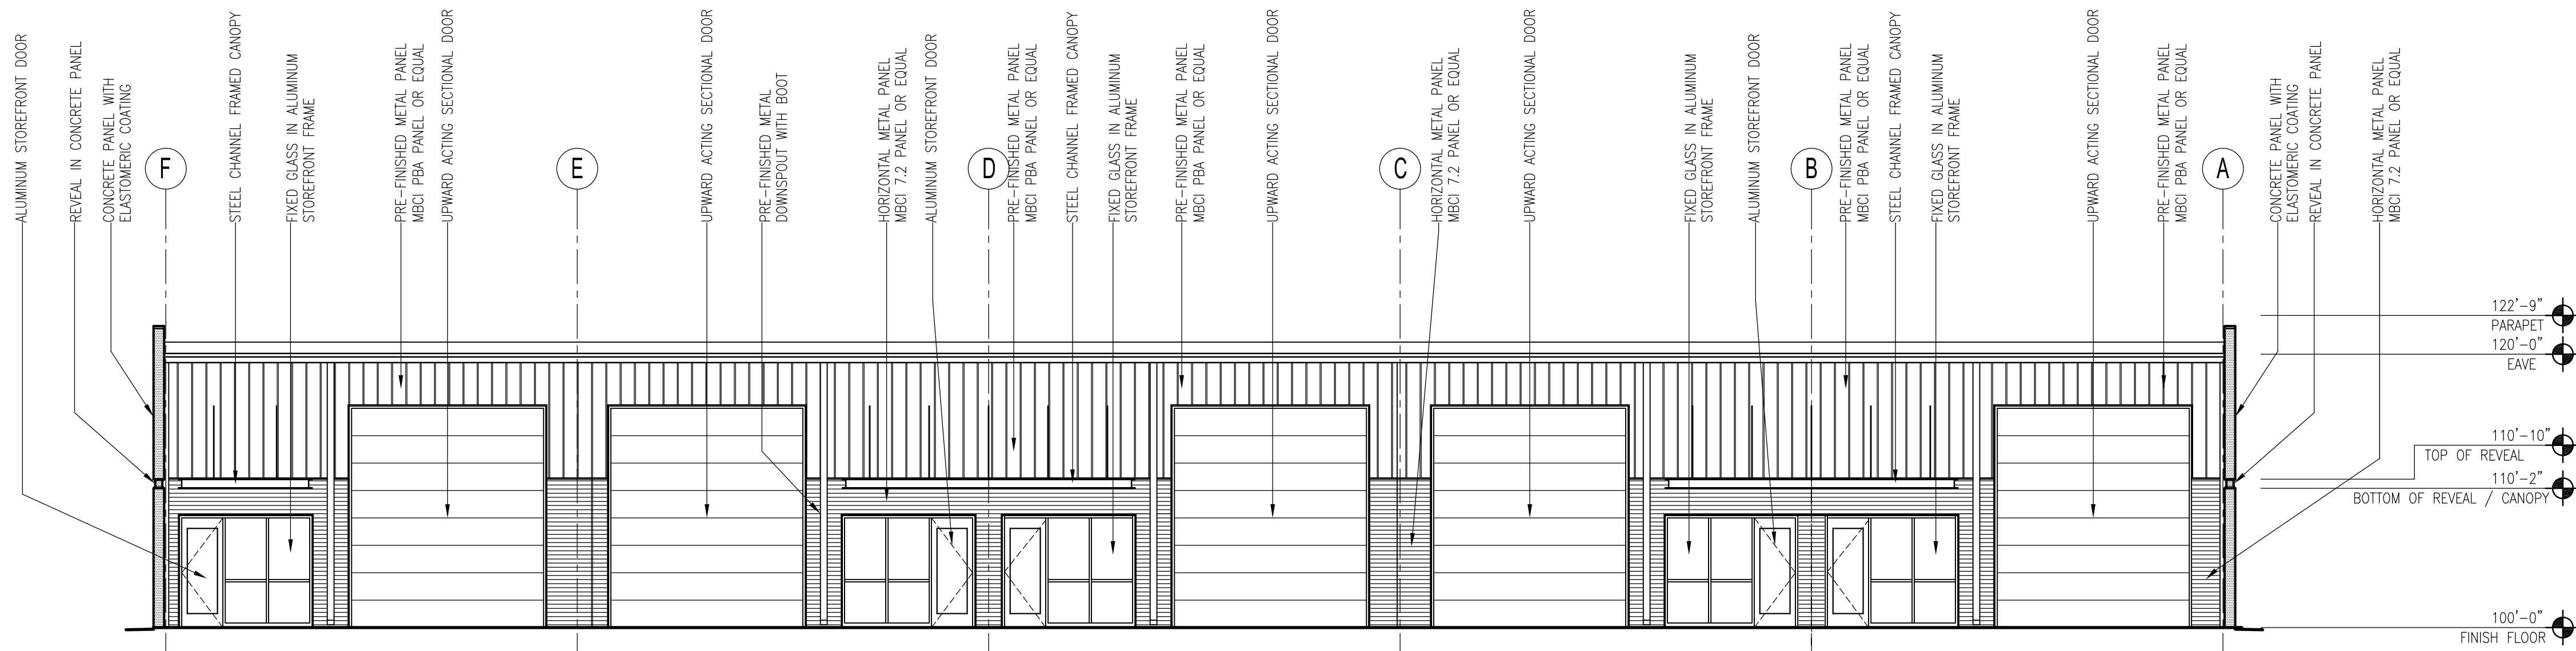 ALUMINUM STOREFRONT DOOR
REVEAL IN CONCRETE PANEL
CONCRETE PANEL WITH
ELASTOMERIC COATING
F
STEEL CHANNEL FRAMED CANOPY
FIXED GLASS IN ALUMINUM
STOREFRONT FRAME
PRE-FINISHED METAL PANEL
MBCI PBA PANEL OR EQUAL
UPWARD ACTING SECTIONAL DOOR
E
UPWARD ACTING SECTIONAL DOOR
PRE-FINISHED METAL
DOWNSPOUT WITH BOOT
HORIZONTAL METAL PANEL
MBCI 7.2 PANEL OR EQUAL
ALUMINUM STOREFRONT DOOR
D
PRE-FINISHED METAL PANEL
MBCI PBA PANEL OR EQUAL
STEEL CHANNEL FRAMED CANOPY
FIXED GLASS IN ALUMINUM
STOREFRONT FRAME
PRE-FINISHED METAL PANEL
MBCI PBA PANEL OR EQUAL
UPWARD ACTING SECTIONAL DOOR
C
HORIZONTAL METAL PANEL
MBCI 7.2 PANEL OR EQUAL
UPWARD ACTING SECTIONAL DOOR
FIXED GLASS IN ALUMINUM
STOREFRONT FRAME
ALUMINUM STOREFRONT DOOR
B
PRE-FINISHED METAL PANEL
MBCI PBA PANEL OR EQUAL
STEEL CHANNEL FRAMED CANOPY
FIXED GLASS IN ALUMINUM
STOREFRONT FRAME
UPWARD ACTING SECTIONAL DOOR
PRE-FINISHED METAL PANEL
MBCI PBA PANEL OR EQUAL
A
CONCRETE PANEL WITH
ELASTOMERIC COATING
REVEAL IN CONCRETE PANEL
HORIZONTAL METAL PANEL
MBCI 7.2 PANEL OR EQUAL
122'-9"
PARAPET
120'-0"
EAVE
110'-10"
TOP OF REVEAL
110'-2"
BOTTOM OF REVEAL / CANOPY
100'-0"
FINISH FLOOR